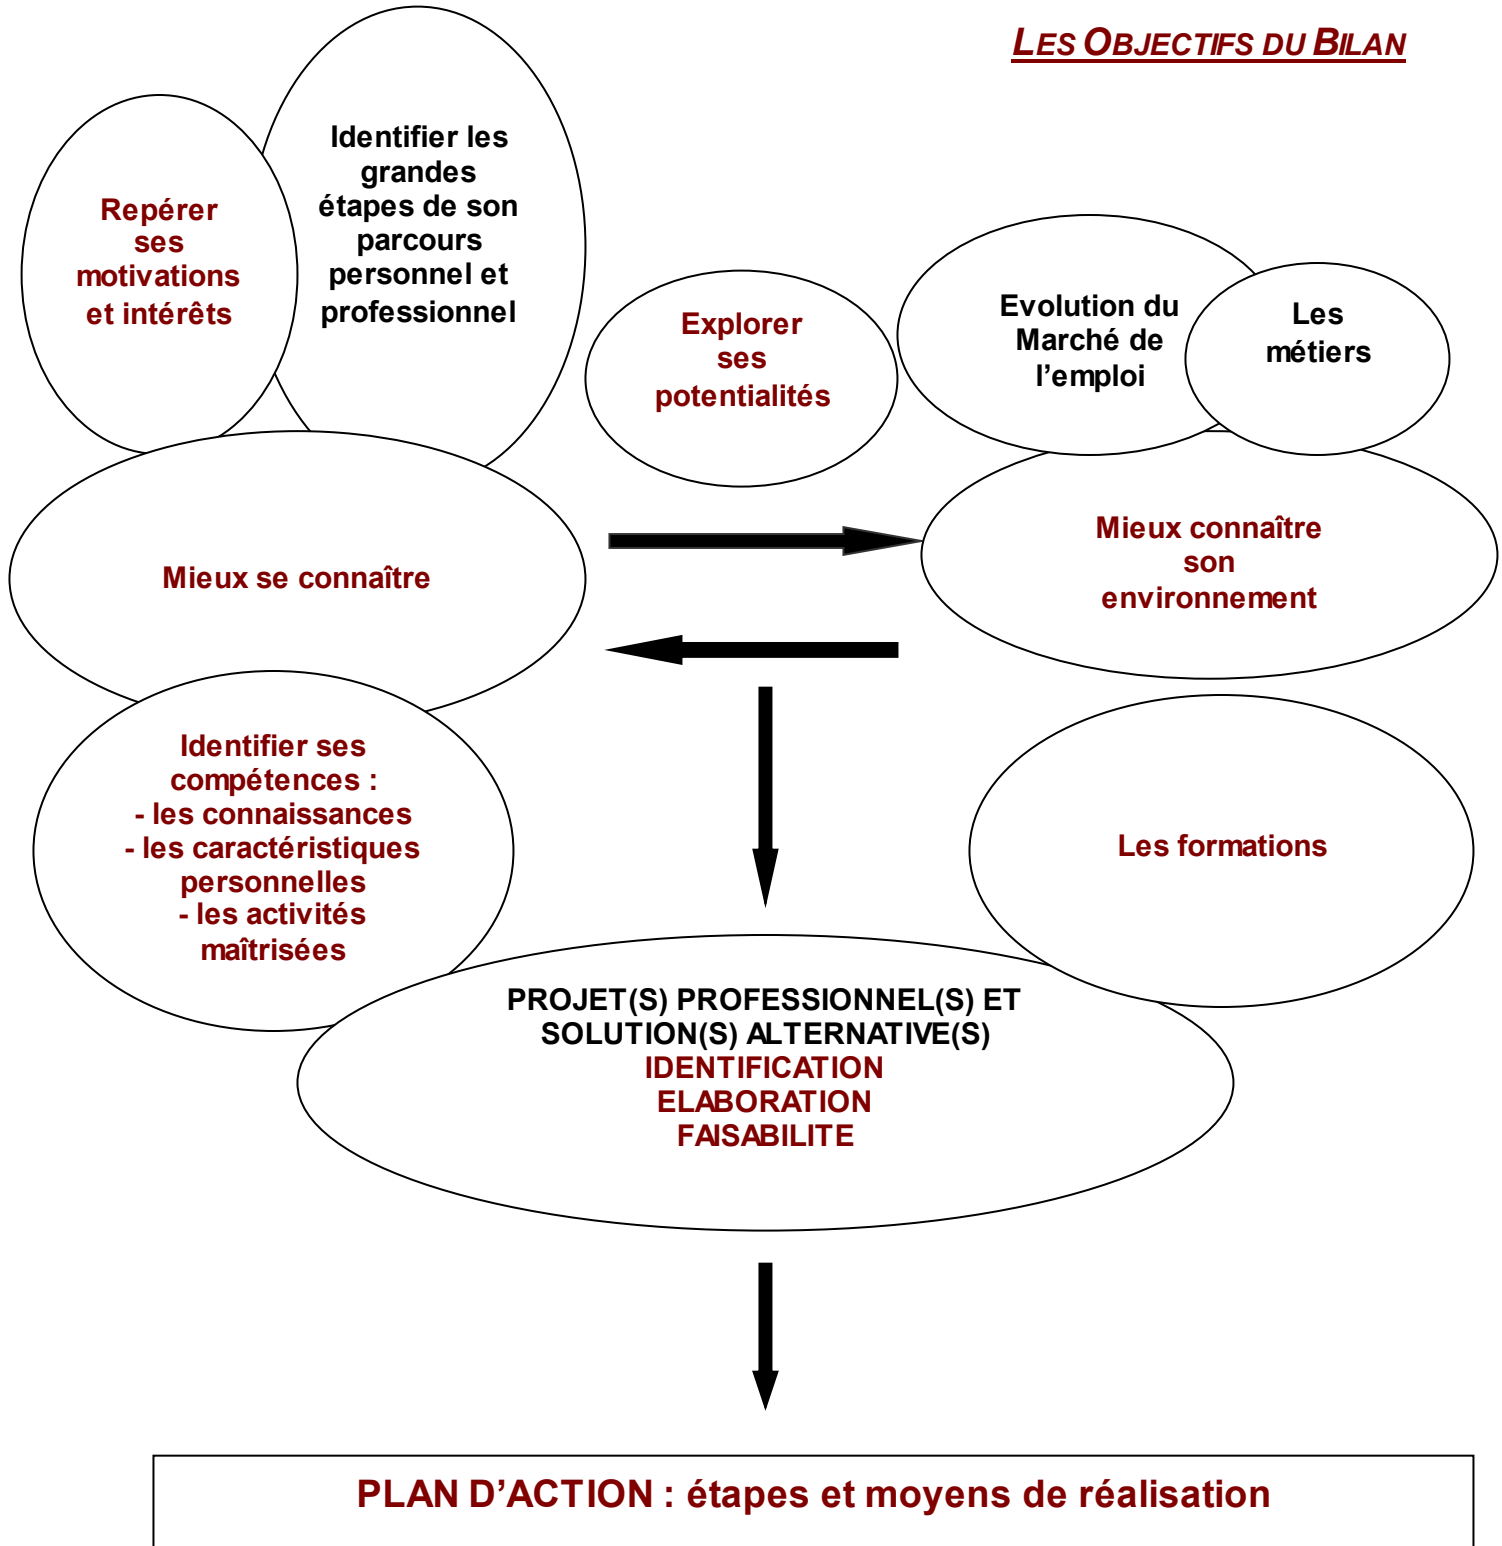 LES OBJECTIFS DU BILAN
Identifier les
grandes
étapes de son
parcours
personnel et
professionnel
Repérer
ses
motivations
et intérêts
Explorer
ses
potentialités
Evolution du
Marché de
l’emploi
Les
métiers
Mieux se connaître
Mieux connaître
son
environnement
Identifier ses
compétences :
- les connaissances
- les caractéristiques
personnelles
- les activités
maîtrisées
Les formations
PROJET(S) PROFESSIONNEL(S) ET
SOLUTION(S) ALTERNATIVE(S)
IDENTIFICATION
ELABORATION
FAISABILITE
PLAN D’ACTION : étapes et moyens de réalisation